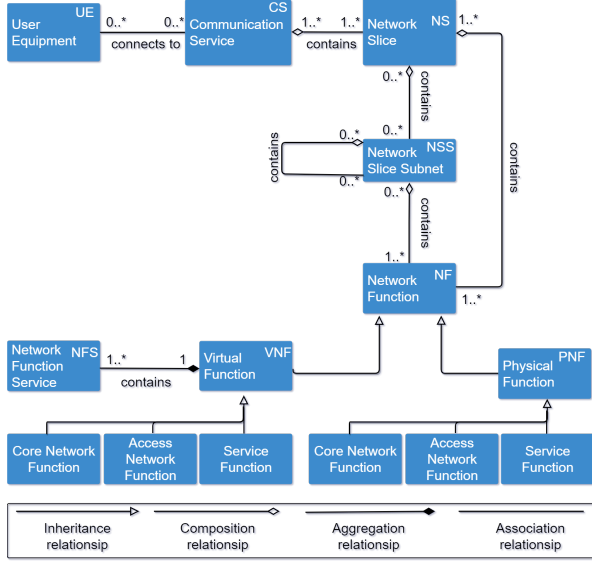 UE
User
Equipment
0..*
0..*
connects to
CS
Communication
Service
1..*
1..*
contains
NS
Network
Slice
1..*
0..*
contains
0..*
NSS
Network
Slice Subnet
0..*
contains
0..*
0..*
contains
1..*
contains
NF
Network
Function
1..*
NFS
Network
Function
Service
1..*
1
contains
VNF
Virtual
Function
PNF
Physical
Function
Core Network
Function
Access
Network
Function
Service
Function
Core Network
Function
Access
Network
Function
Service
Function
Inheritance
relationsip
Composition
relationsip
Aggregation
relationsip
Association
relationsip